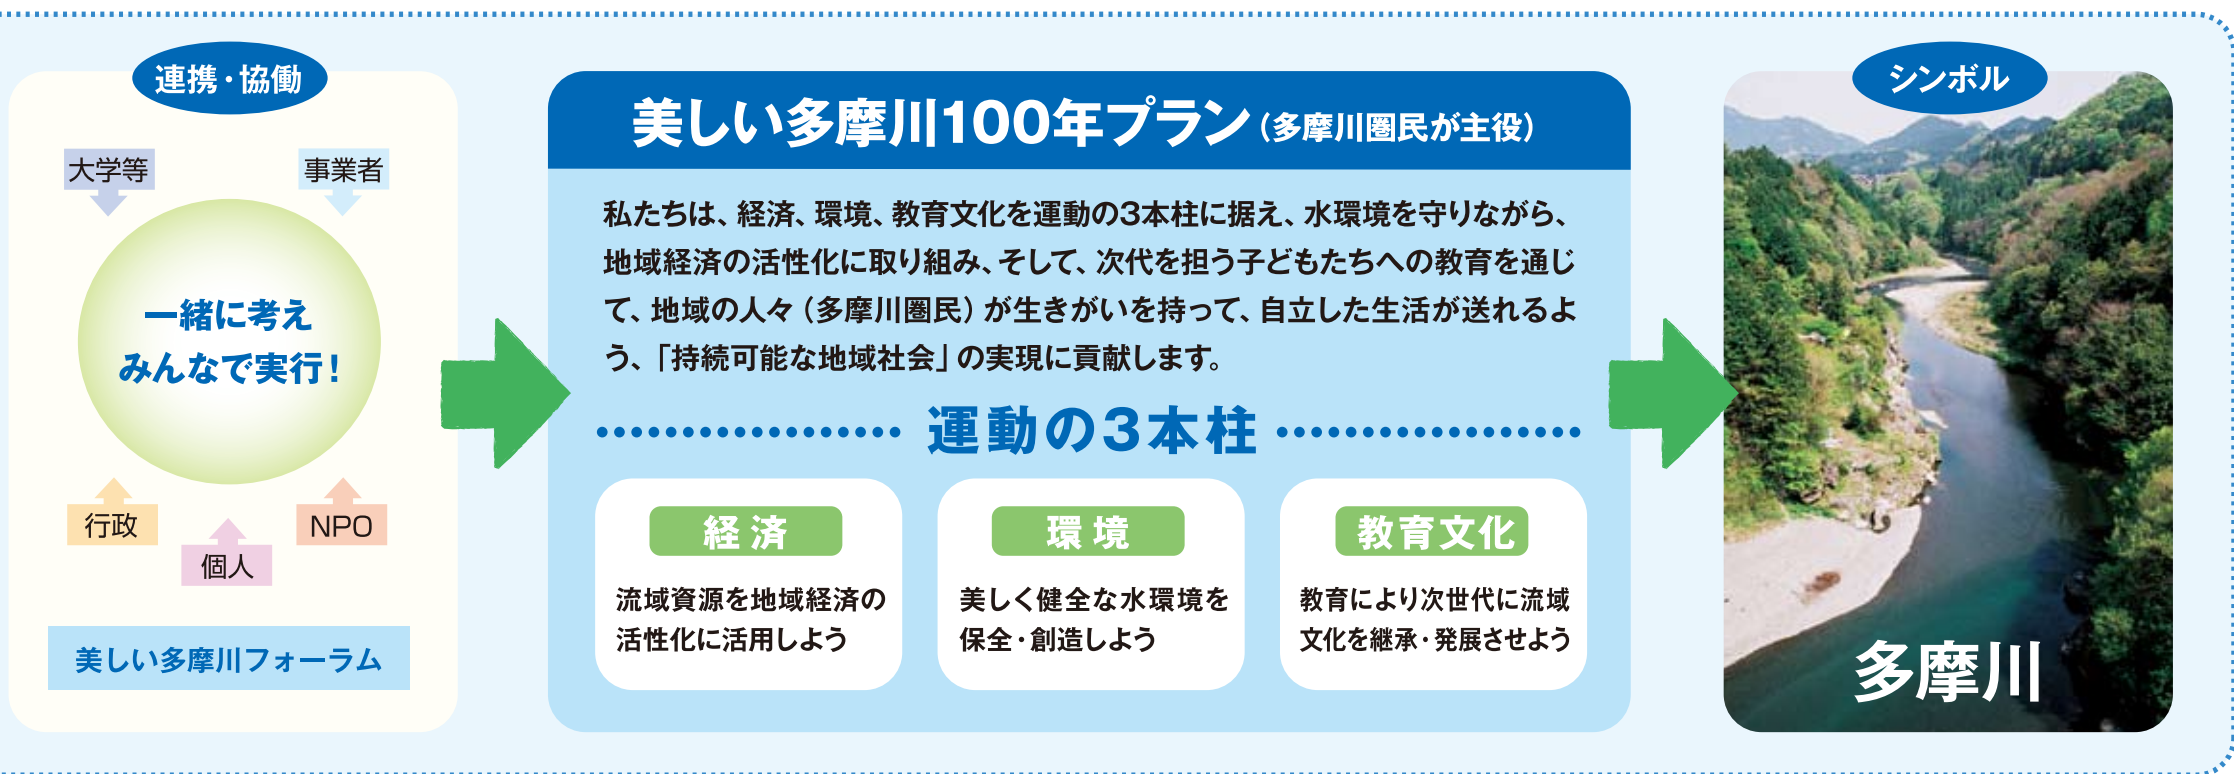 連携・協働
大学等
事業者
一緒に考え
みんなで実行!
行政
NPO
個人
美しい多摩川フォーラム
美しい多摩川100年プラン(多摩川圏民が主役)
私たちは、経済、環境、教育文化を運動の3本柱に据え、水環境を守りながら、
地域経済の活性化に取り組み、そして、次代を担う子どもたちへの教育を通じ
て、地域の人々(多摩川圏民)が生きがいを持って、自立した生活が送れるよ
う、「持続可能な地域社会」の実現に貢献します。
運動の3本柱
経済
流域資源を地域経済の
活性化に活用しよう
環境
美しく健全な水環境を
保全・創造しよう
教育文化
教育により次世代に流域
文化を継承・発展させよう
シンボル
多摩川